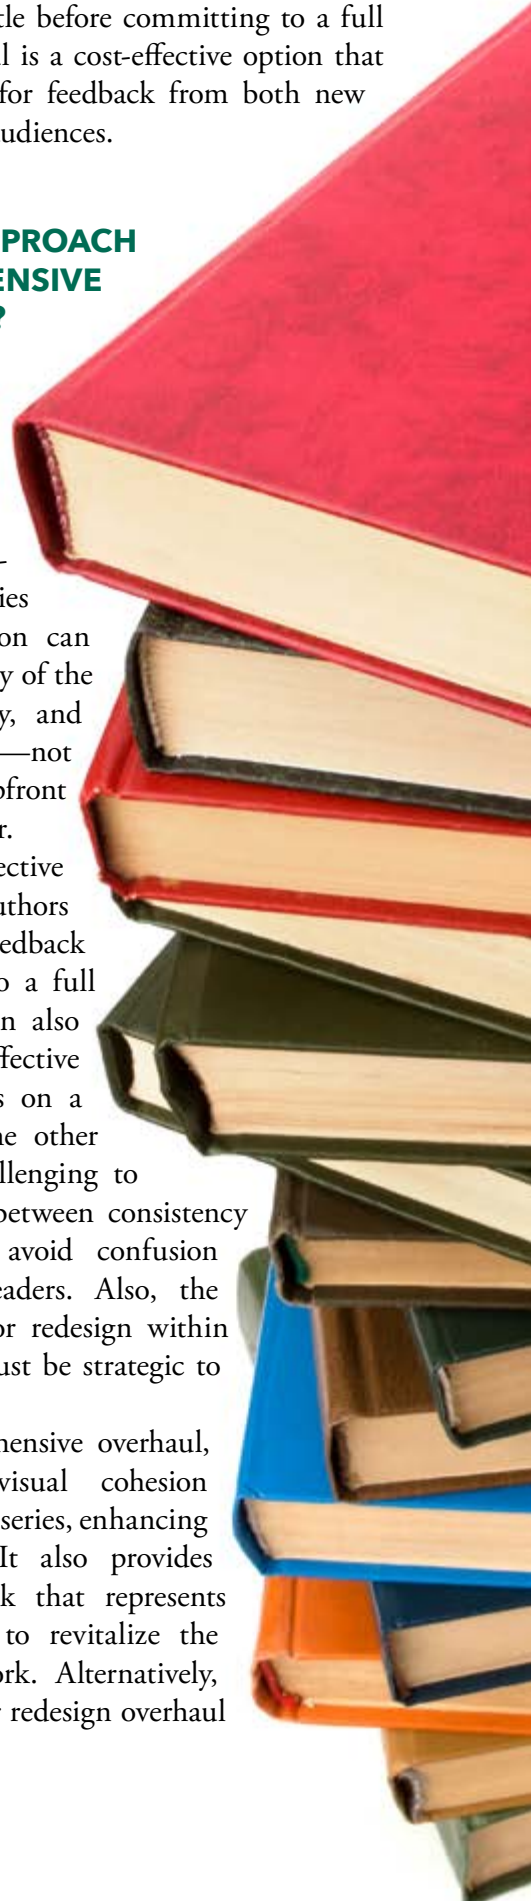 tle before committing to a full
l is a cost-effective option that
for feedback from both new
udiences.
PROACH
ENSIVE
?
-
ies
on can
y of the
y, and
—not
pfront
r.
ective
uthors
eedback
o a full
n also
ffective
s on a
ne other
llenging to
between consistency
avoid confusion
eaders. Also, the
or redesign within
ust be strategic to
hensive overhaul,
visual cohesion
series, enhancing
It also provides
k that represents
to revitalize the
ork. Alternatively,
r redesign overhaul